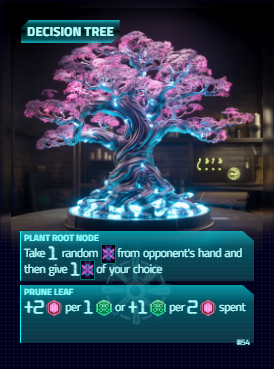 DECISION TREE
PLANT ROOT NODE
Take 1 random from opponent's hand and
then give 1 of your choice
PRUNE LEAF
+2 per 1 or +1 per 2 spent
#54